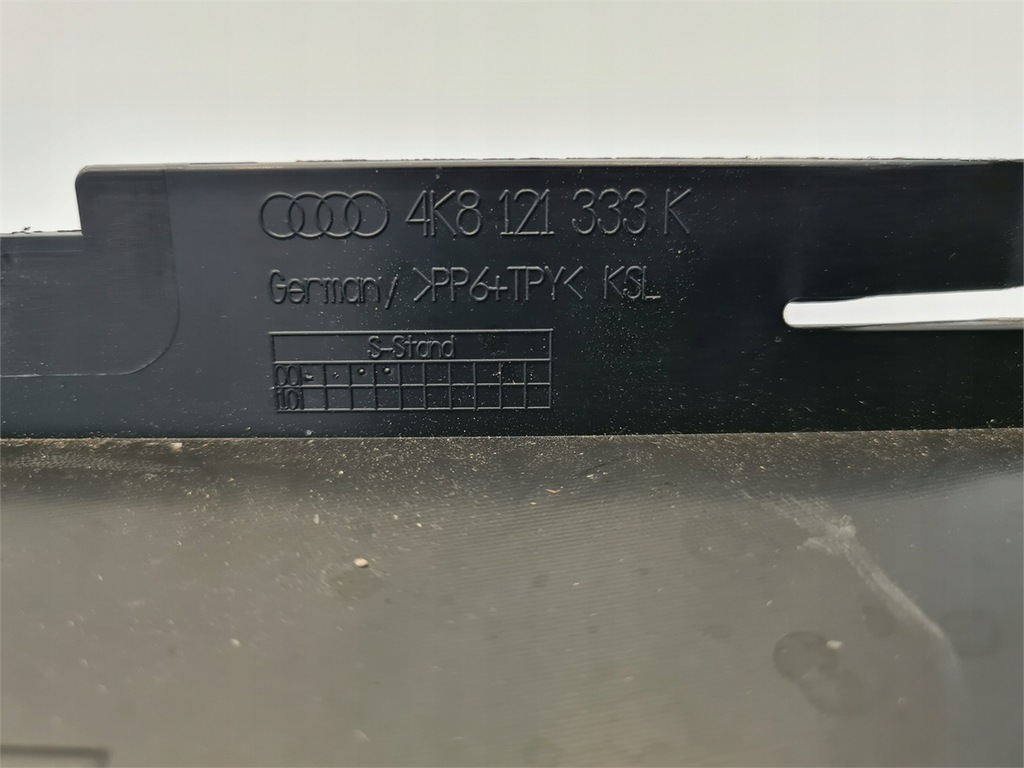 4K8 121 333 K
German/ >PP6+TPY< KSL
S-Stand
00
10